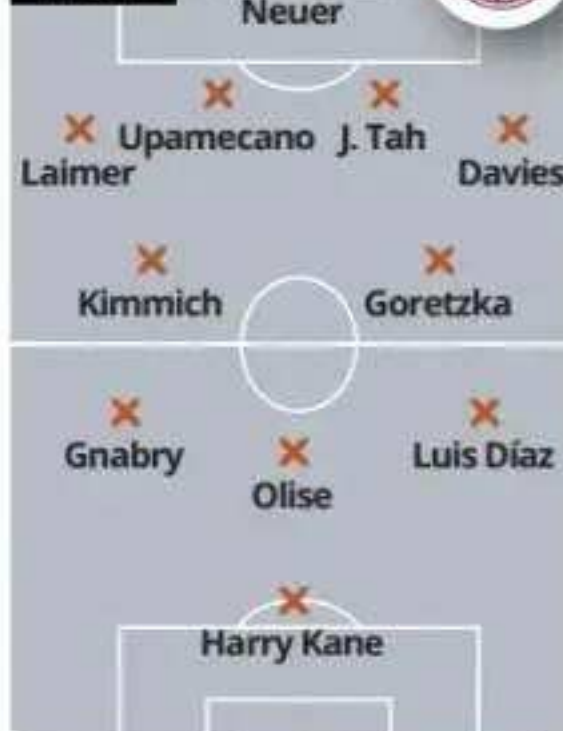 Neuer
Upamecano J. Tah
Laimer Davies
Kimmich Goretzka
Gnabry Luis Díaz
Olise
Harry Kane